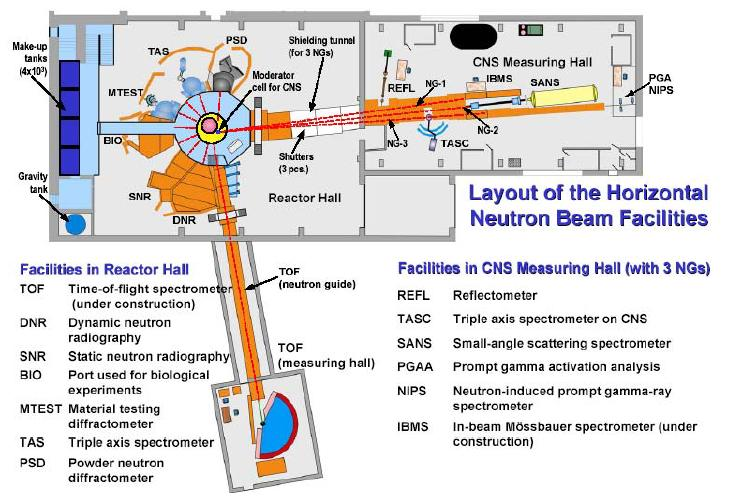 Make-up
tanks
(4x10³)
Gravity
tank
TAS
PSD
MTEST
BIO
SNR
DNR
Moderator
cell for CNS
Shielding tunnel
(for 3 NGs)
Shutters
(3 pcs.)
Reactor Hall
CNS Measuring Hall
REFL
NG-1
IBMS
SANS
NG-2
NG-3
TASC
PGA
NIPS
Layout of the Horizontal
Neutron Beam Facilities
TOF
(neutron guide)
TOF
(measuring hall)
Facilities in Reactor Hall
TOF Time-of-flight spectrometer
(under construction)
DNR Dynamic neutron
radiography
SNR Static neutron radiography
BIO Port used for biological
experiments
MTEST Material testing
diffractometer
TAS Triple axis spectrometer
PSD Powder neutron
diffractometer
Facilities in CNS Measuring Hall (with 3 NGs)
REFL Reflectometer
TASC Triple axis spectrometer on CNS
SANS Small-angle scattering spectrometer
PGAA Prompt gamma activation analysis
NIPS Neutron-induced prompt gamma-ray
spectrometer
IBMS In-beam Mössbauer spectrometer (under
construction)